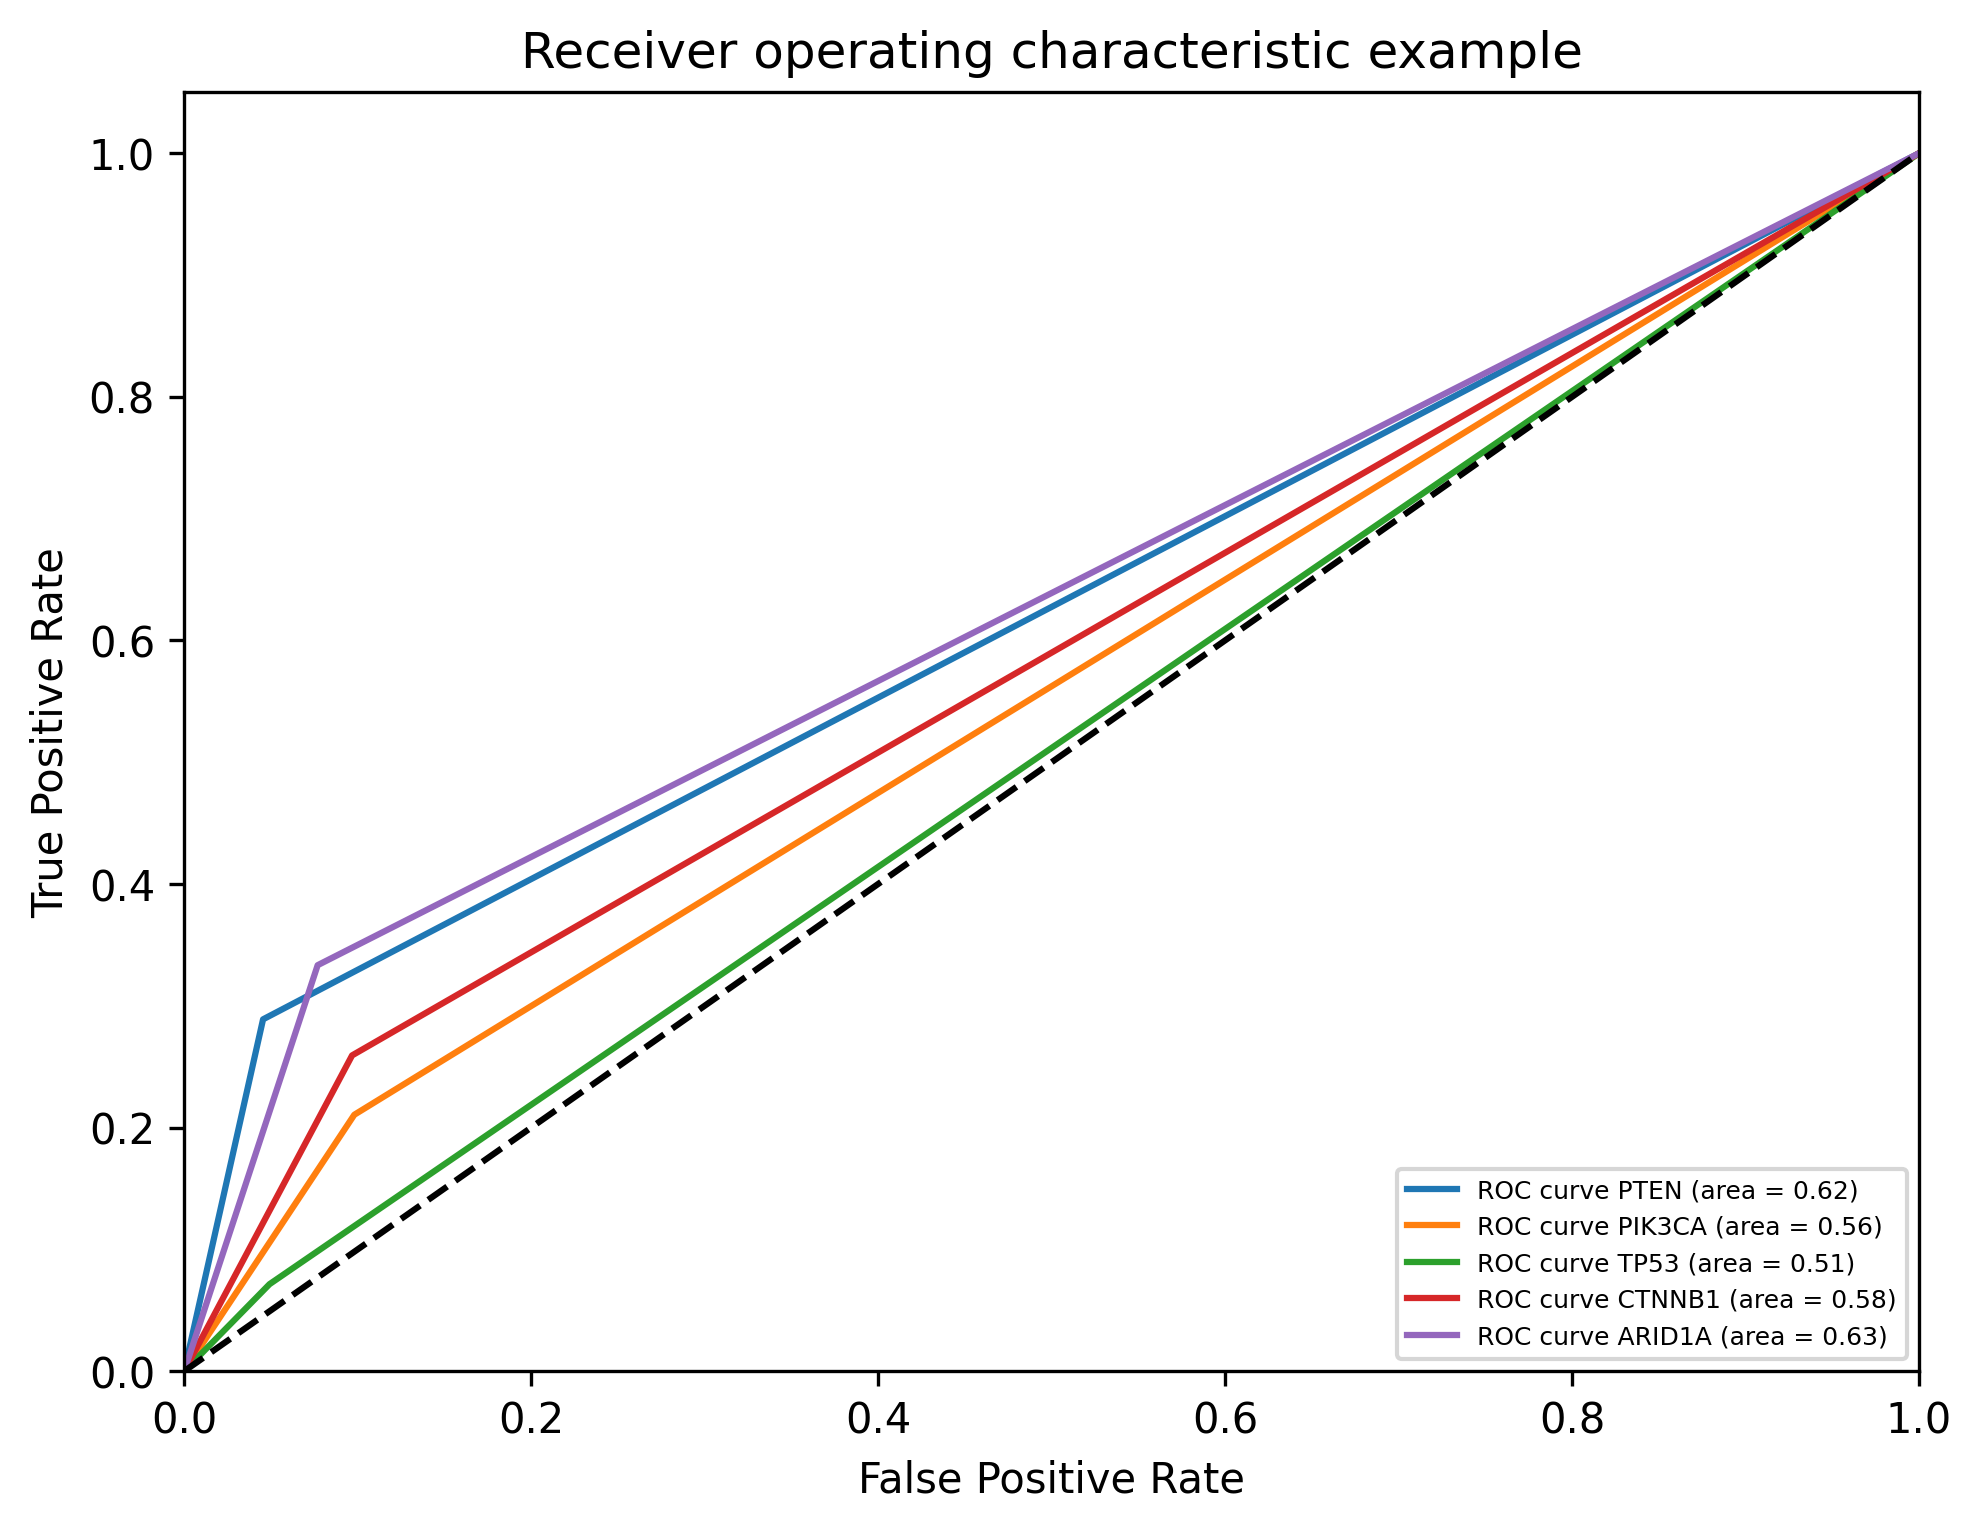 Receiver operating characteristic example
True Positive Rate
1.0
0.8
0.6
0.4
0.2
0.0
ROC curve PTEN (area = 0.62)
ROC curve PIK3CA (area = 0.56)
ROC curve TP53 (area = 0.51)
ROC curve CTNNB1 (area = 0.58)
ROC curve ARID1A (area = 0.63)
0.0 0.2 0.4 0.6 0.8 1.0
False Positive Rate